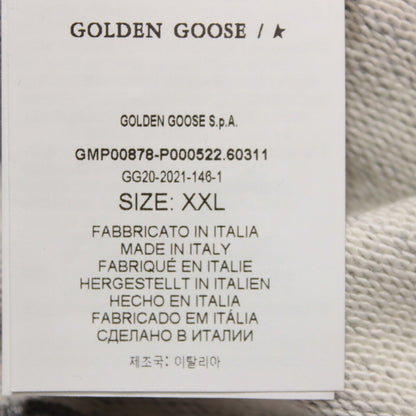 GOLDEN GOOSE / ★
GOLDEN GOOSE S.p.A.
GMP00878-P000522.60311
GG20-2021-146-1
SIZE: XXL
FABBRICATO IN ITALIA
MADE IN ITALY
FABRIQUÉ EN ITALIE
HERGESTELLT IN ITALIEN
HECHO EN ITALIA
FABRICADO EM ITÁLIA
СДЕЛАНО В ИТАЛИИ
제조국: 이탈리아